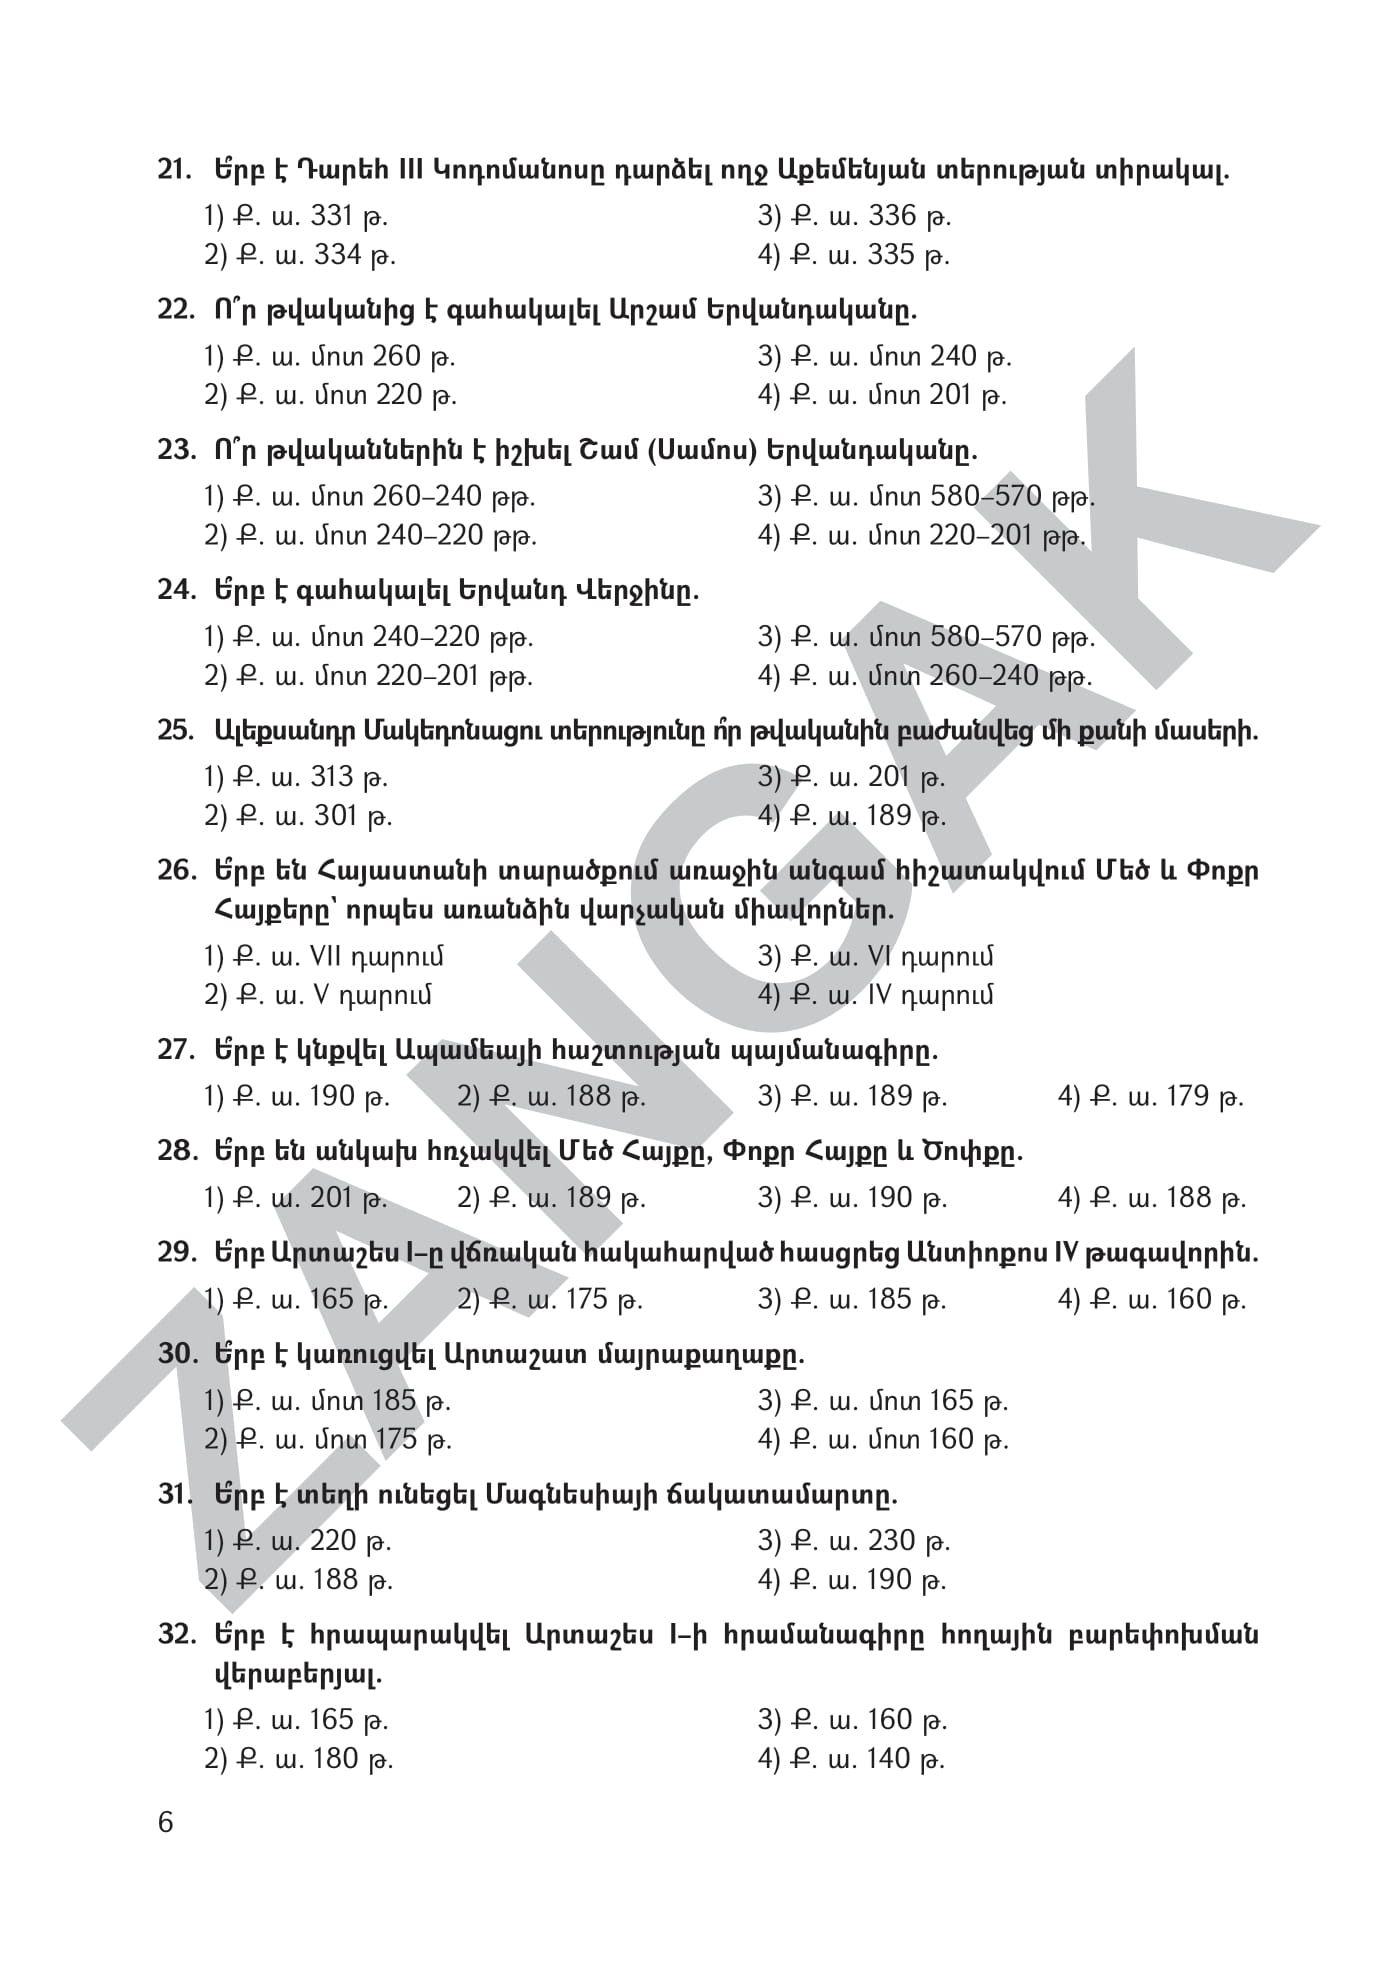 21. Ե՞րբ է Դարեհ III Կոդոմանոսը դարձել ողջ Աքեմենյան տերության տիրակալ.
1) Ք. ա. 331 թ. 3) Ք. ա. 336 թ.
2) Ք. ա. 334 թ. 4) Ք. ա. 335 թ.
22. Ո՞ր թվականից է գահակալել Արշամ Երվանդականը.
1) Ք. ա. մոտ 260 թ. 3) Ք. ա. մոտ 240 թ.
2) Ք. ա. մոտ 220 թ. 4) Ք. ա. մոտ 201 թ.
23. Ո՞ր թվականներին է իշխել Շամ (Սամոս) Երվանդականը.
1) Ք. ա. մոտ 260–240 թթ. 3) Ք. ա. մոտ 580–570 թթ.
2) Ք. ա. մոտ 240–220 թթ. 4) Ք. ա. մոտ 220–201 թթ.
24. Ե՞րբ է գահակալել Երվանդ Վերջինը.
1) Ք. ա. մոտ 240–220 թթ. 3) Ք. ա. մոտ 580–570 թթ.
2) Ք. ա. մոտ 220–201 թթ. 4) Ք. ա. մոտ 260–240 թթ.
25. Ալեքսանդր Մակեդոնացու տերությունը ո՞ր թվականին բաժանվեց մի քանի մասերի.
1) Ք. ա. 313 թ. 3) Ք. ա. 201 թ.
2) Ք. ա. 301 թ. 4) Ք. ա. 189 թ.
26. Ե՞րբ են Հայաստանի տարածքում առաջին անգամ հիշատակվում Մեծ և Փոքր
Հայքերը՝ որպես առանձին վարչական միավորներ.
1) Ք. ա. VII դարում 3) Ք. ա. VI դարում
2) Ք. ա. V դարում 4) Ք. ա. IV դարում
27. Ե՞րբ է կնքվել Ապամեայի հաշտության պայմանագիրը.
1) Ք. ա. 190 թ. 2) Ք. ա. 188 թ. 3) Ք. ա. 189 թ. 4) Ք. ա. 179 թ.
28. Ե՞րբ են անկախ հռչակվել Մեծ Հայքը, Փոքր Հայքը և Ծոփքը.
1) Ք. ա. 201 թ. 2) Ք. ա. 189 թ. 3) Ք. ա. 190 թ. 4) Ք. ա. 188 թ.
29. Ե՞րբ Արտաշես I–ը վճռական հակահարված հասցրեց Անտիոքոս IV թագավորին.
1) Ք. ա. 165 թ. 2) Ք. ա. 175 թ. 3) Ք. ա. 185 թ. 4) Ք. ա. 160 թ.
30. Ե՞րբ է կառուցվել Արտաշատ մայրաքաղաքը.
1) Ք. ա. մոտ 185 թ. 3) Ք. ա. մոտ 165 թ.
2) Ք. ա. մոտ 175 թ. 4) Ք. ա. մոտ 160 թ.
31. Ե՞րբ է տեղի ունեցել Մագնեսիայի ճակատամարտը.
1) Ք. ա. 220 թ. 3) Ք. ա. 230 թ.
2) Ք. ա. 188 թ. 4) Ք. ա. 190 թ.
32. Ե՞րբ է հրապարակվել Արտաշես I–ի հրամանագիրը հողային բարեփոխման
վերաբերյալ.
1) Ք. ա. 165 թ. 3) Ք. ա. 160 թ.
2) Ք. ա. 180 թ. 4) Ք. ա. 140 թ.
6
ZANGAK